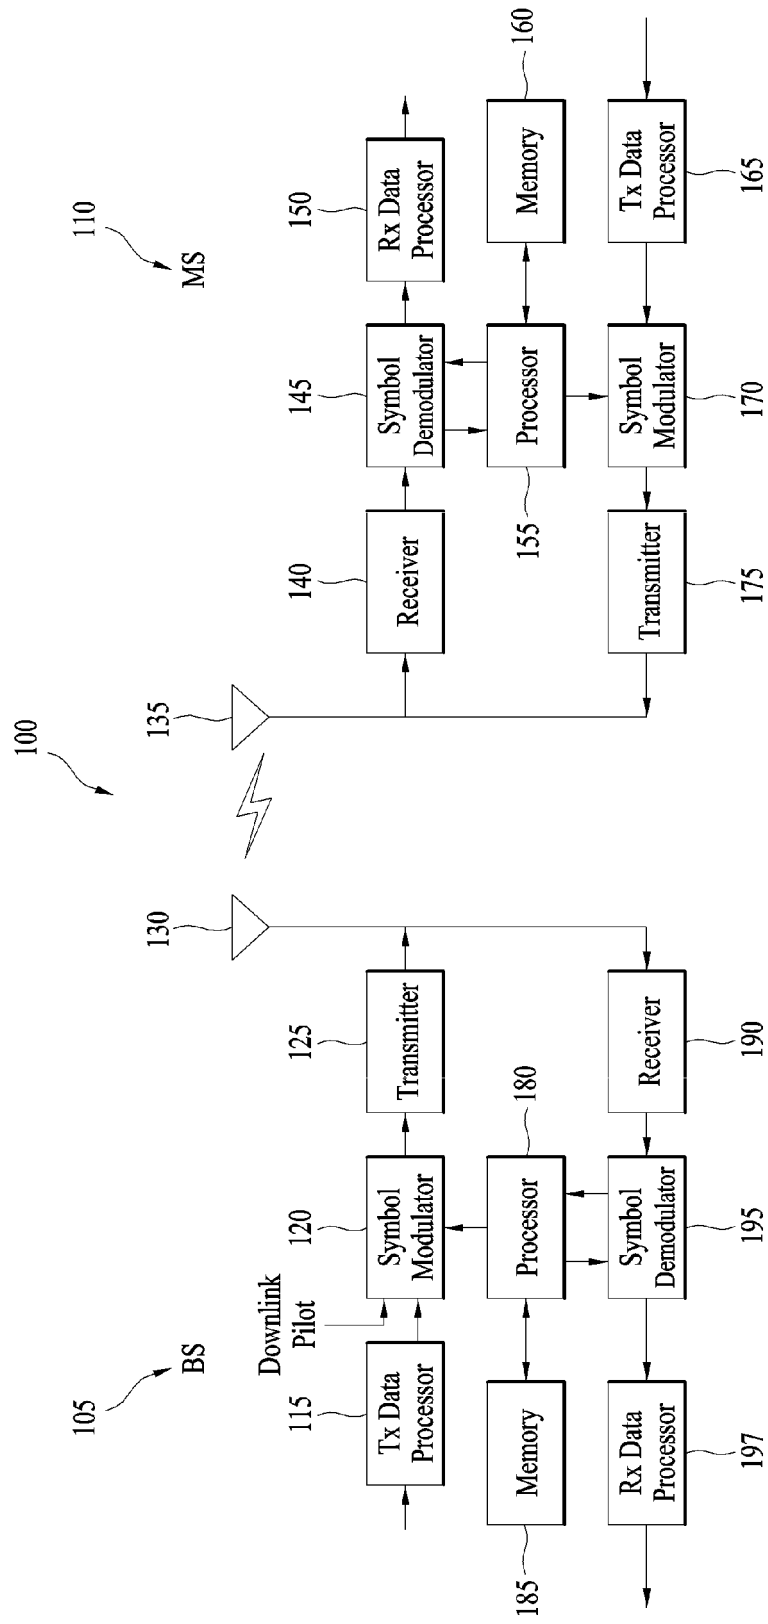 100
105
BS
110
MS
130
135
Downlink
Pilot
115
Tx Data
Processor
120
Symbol
Modulator
125
Transmitter
140
Receiver
145
Symbol
Demodulator
150
Rx Data
Processor
185
Memory
180
Processor
155
Processor
160
Memory
197
Rx Data
Processor
195
Symbol
Demodulator
190
Receiver
175
Transmitter
170
Symbol
Modulator
165
Tx Data
Processor